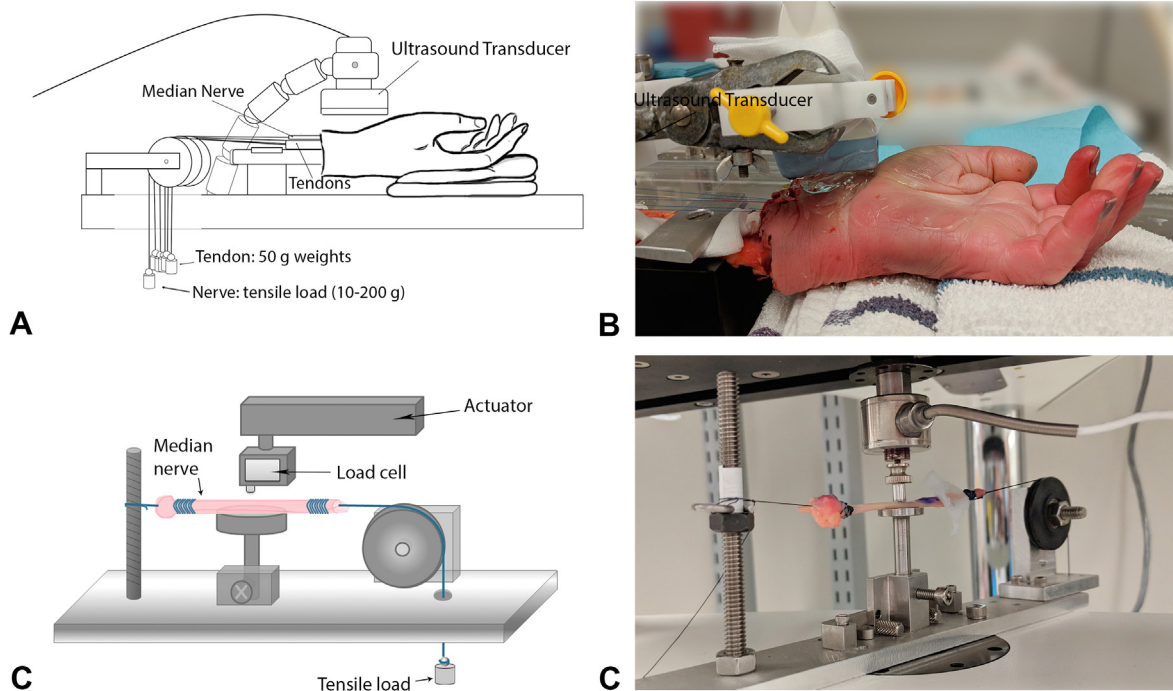 Ultrasound Transducer
Median Nerve
Tendons
Tendon: 50 g weights
Nerve: tensile load (10-200 g)
A
Ultrasound Transducer
B
Actuator
Median
nerve
Load cell
Tensile load
C
C